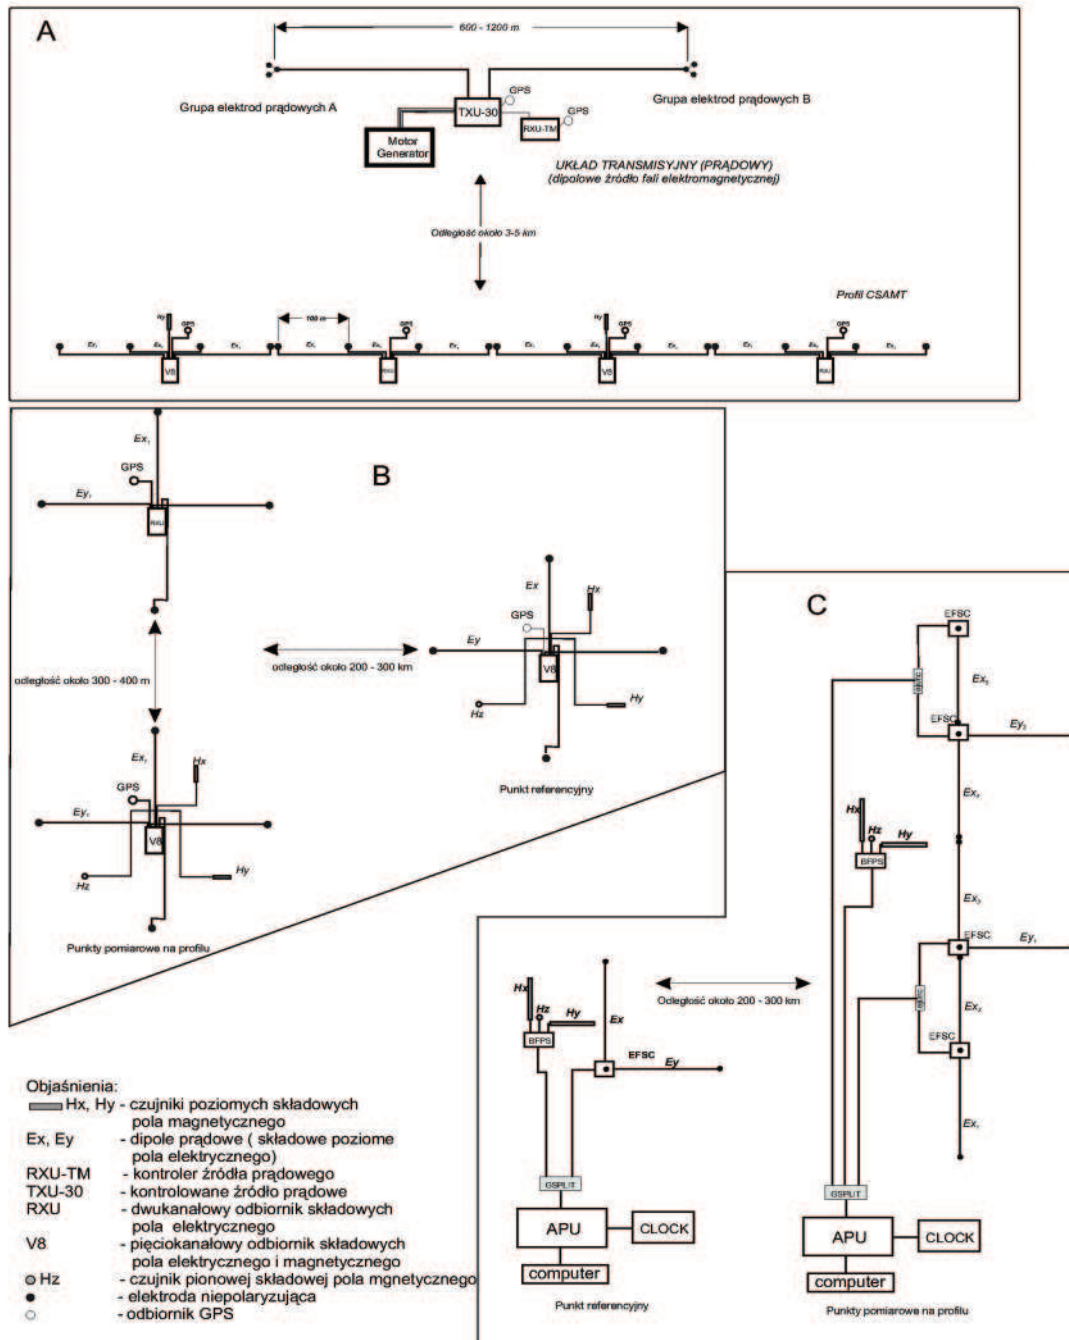 A
600 - 1200 m
Grupa elektrod prądowych A
Grupa elektrod prądowych B
GPS
TXU-30
GPS
RXU-TM
Motor
Generator
UKŁAD TRANSMISYJNY (PRĄDOWY)
(dipolowe źródło fali elektromagnetycznej)
Odległość około 3-5 km
Profil CSAMT
Hy
GPS
100 m
GPS
Hy
GPS
GPS
V8
RXU
V8
RXU
B
Ex₁
GPS
Ey₁
RXU
odległość około 300 - 400 m
odległość około 200 - 300 km
Ex
Hx
GPS
Ey
V8
Hz
Hy
Punkt referencyjny
Ex₁
Hx
GPS
Ey₁
V8
Hz
Hy
Punkty pomiarowe na profilu
C
EFSC
Ex₅
EFSC
Ey₂
Ex₄
Hx
Hz
Hy
BFPS
Ex₃
EFSC
Ey₁
Ex₂
EFSC
Ex₁
GSPLIT
APU
CLOCK
computer
Punkty pomiarowe na profilu
Odległość około 200 - 300 km
Hx
Hz
Hy
BFPS
Ex
EFSC
Ey
GSPLIT
APU
CLOCK
computer
Punkt referencyjny
Objaśnienia:
Hx, Hy - czujniki poziomych składowych
pola magnetycznego
Ex, Ey - dipole prądowe ( składowe poziome
pola elektrycznego)
RXU-TM - kontroler źródła prądowego
TXU-30 - kontrolowane źródło prądowe
RXU - dwukanałowy odbiornik składowych
pola elektrycznego
V8 - pięciokanałowy odbiornik składowych
pola elektrycznego i magnetycznego
Hz - czujnik pionowej składowej pola mgnetycznego
- elektroda niepolaryzująca
- odbiornik GPS